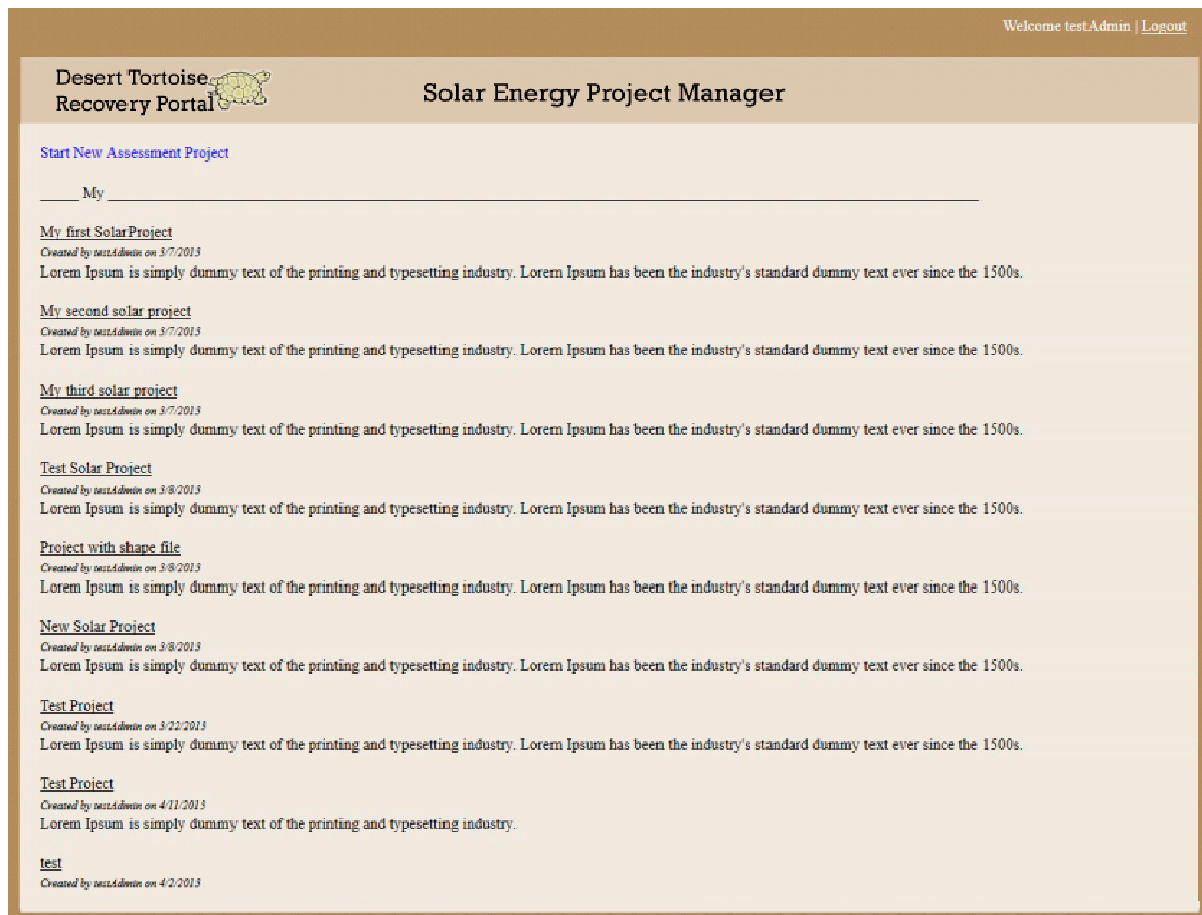 Welcome testAdmin | Logout
Desert Tortoise
Recovery Portal
Solar Energy Project Manager
Start New Assessment Project
_____ My _______________________________________________________________
My first SolarProject
Created by testAdmin on 3/7/2013
Lorem Ipsum is simply dummy text of the printing and typesetting industry. Lorem Ipsum has been the industry's standard dummy text ever since the 1500s.
My second solar project
Created by testAdmin on 3/7/2013
Lorem Ipsum is simply dummy text of the printing and typesetting industry. Lorem Ipsum has been the industry's standard dummy text ever since the 1500s.
My third solar project
Created by testAdmin on 3/7/2013
Lorem Ipsum is simply dummy text of the printing and typesetting industry. Lorem Ipsum has been the industry's standard dummy text ever since the 1500s.
Test Solar Project
Created by testAdmin on 3/8/2013
Lorem Ipsum is simply dummy text of the printing and typesetting industry. Lorem Ipsum has been the industry's standard dummy text ever since the 1500s.
Project with shape file
Created by testAdmin on 3/8/2013
Lorem Ipsum is simply dummy text of the printing and typesetting industry. Lorem Ipsum has been the industry's standard dummy text ever since the 1500s.
New Solar Project
Created by testAdmin on 3/8/2013
Lorem Ipsum is simply dummy text of the printing and typesetting industry. Lorem Ipsum has been the industry's standard dummy text ever since the 1500s.
Test Project
Created by testAdmin on 3/22/2013
Lorem Ipsum is simply dummy text of the printing and typesetting industry. Lorem Ipsum has been the industry's standard dummy text ever since the 1500s.
Test Project
Created by testAdmin on 4/11/2013
Lorem Ipsum is simply dummy text of the printing and typesetting industry.
test
Created by testAdmin on 4/2/2013